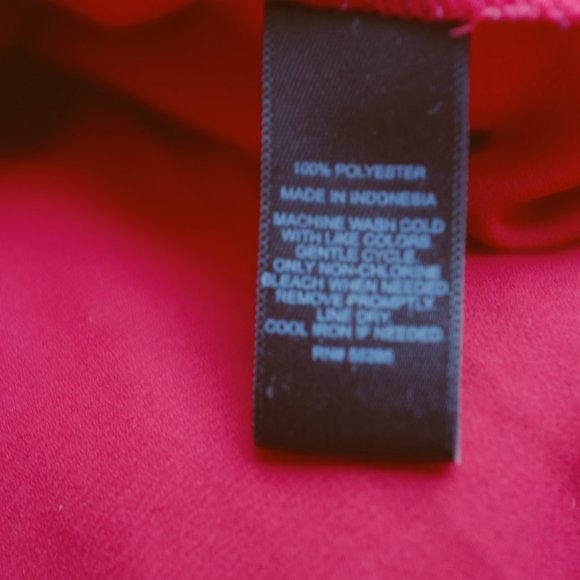 100% POLYESTER
MADE IN INDONESIA
MACHINE WASH COLD
WITH LIKE COLORS.
GENTLE CYCLE.
ONLY NON-CHLORINE
BLEACH WHEN NEEDED.
REMOVE PROMPTLY.
LINE DRY.
COOL IRON IF NEEDED.
RN#